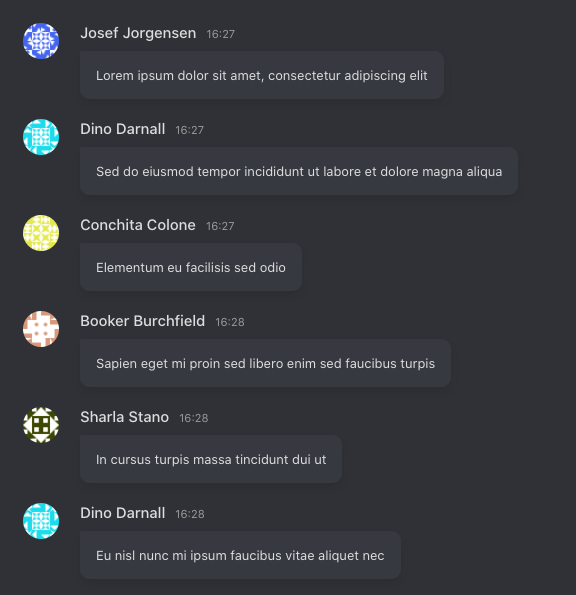 Josef Jorgensen 16:27
Lorem ipsum dolor sit amet, consectetur adipiscing elit
Dino Darnall 16:27
Sed do eiusmod tempor incididunt ut labore et dolore magna aliqua
Conchita Colone 16:27
Elementum eu facilisis sed odio
Booker Burchfield 16:28
Sapien eget mi proin sed libero enim sed faucibus turpis
Sharla Stano 16:28
In cursus turpis massa tincidunt dui ut
Dino Darnall 16:28
Eu nisl nunc mi ipsum faucibus vitae aliquet nec